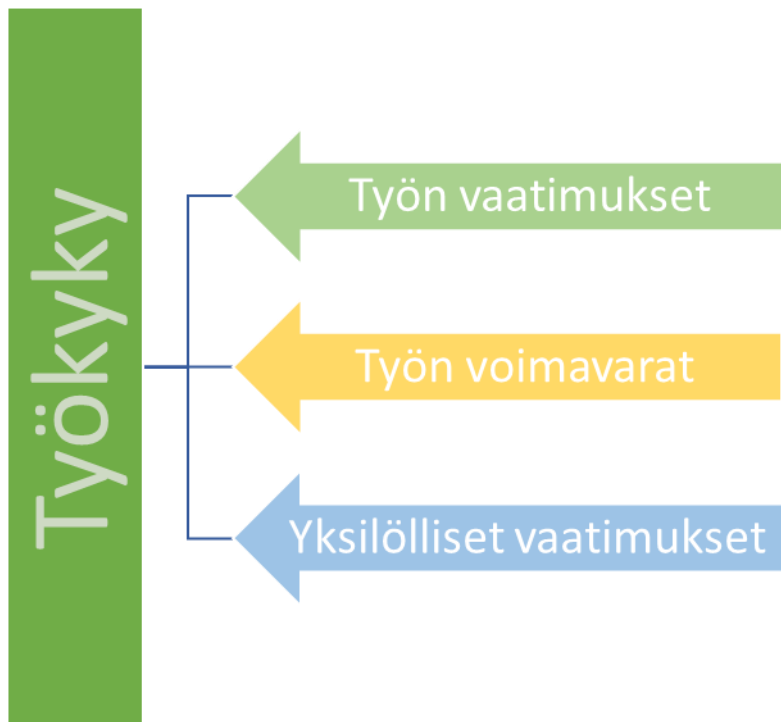 Työkyky
Työn vaatimukset
Työn voimavarat
Yksilölliset vaatimukset